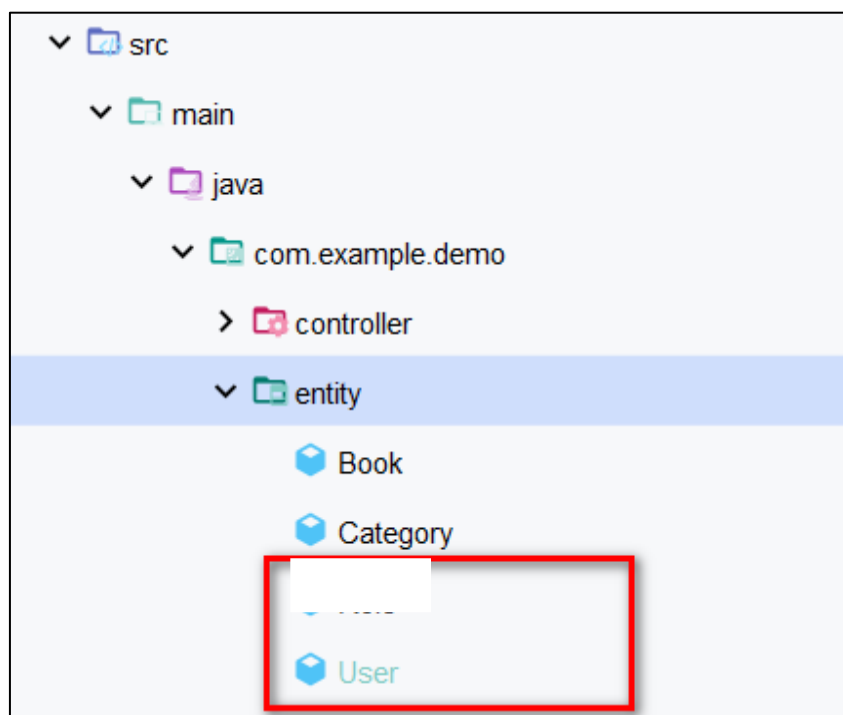 src
main
java
com.example.demo
controller
entity
Book
Category
User